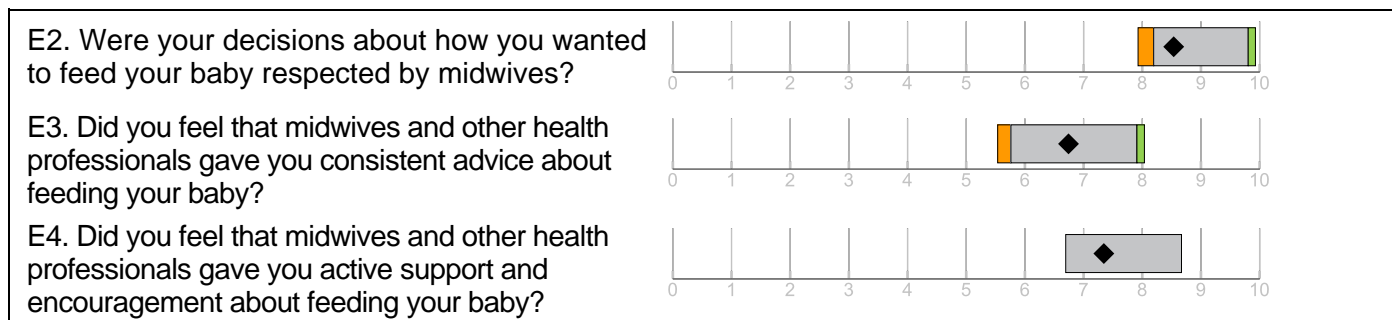 E2. Were your decisions about how you wanted
to feed your baby respected by midwives?
0 1 2 3 4 5 6 7 8 9 10
E3. Did you feel that midwives and other health
professionals gave you consistent advice about
feeding your baby?
0 1 2 3 4 5 6 7 8 9 10
E4. Did you feel that midwives and other health
professionals gave you active support and
encouragement about feeding your baby?
0 1 2 3 4 5 6 7 8 9 10